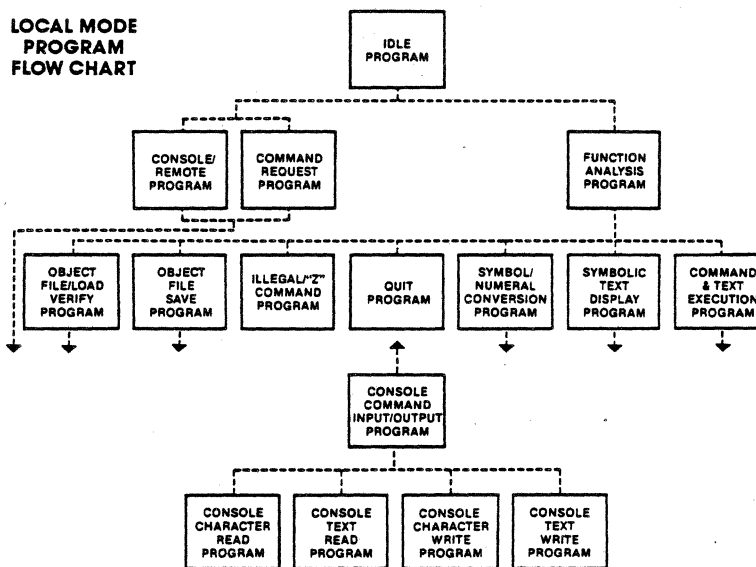 LOCAL MODE
PROGRAM
FLOW CHART
IDLE
PROGRAM
CONSOLE/
REMOTE
PROGRAM
COMMAND
REQUEST
PROGRAM
FUNCTION
ANALYSIS
PROGRAM
OBJECT
FILE/LOAD
VERIFY
PROGRAM
OBJECT
FILE
SAVE
PROGRAM
ILLEGAL/"Z"
COMMAND
PROGRAM
QUIT
PROGRAM
SYMBOL/
NUMERAL
CONVERSION
PROGRAM
SYMBOLIC
TEXT
DISPLAY
PROGRAM
COMMAND
& TEXT
EXECUTION
PROGRAM
CONSOLE
COMMAND
INPUT/OUTPUT
PROGRAM
CONSOLE
CHARACTER
READ
PROGRAM
CONSOLE
TEXT
READ
PROGRAM
CONSOLE
CHARACTER
WRITE
PROGRAM
CONSOLE
TEXT
WRITE
PROGRAM